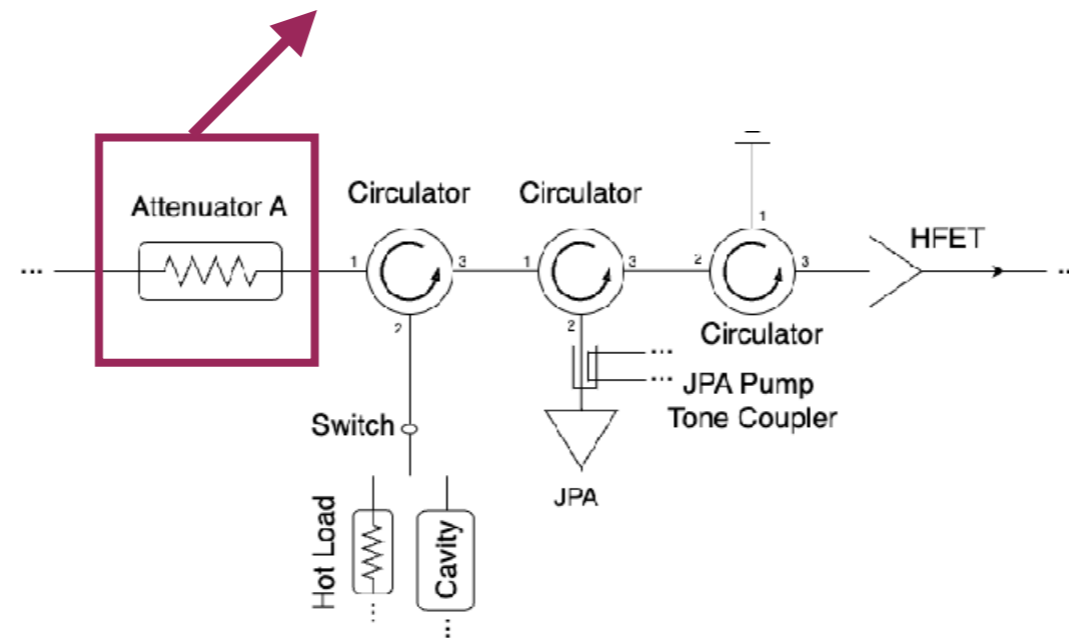 Attenuator A
Circulator
Circulator
HFET
...
1
3
1
3
2
1
3
..
2
2
Circulator
...
...
JPA Pump
Tone Coupler
Switch
JPA
Hot Load
Cavity
...
...